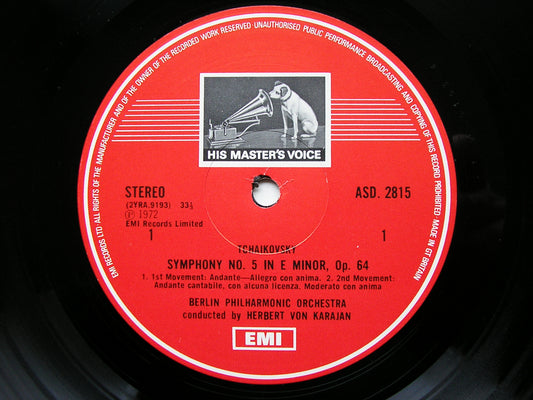 EMI RECORDS LTD ALL RIGHTS OF THE MANUFACTURER AND OF THE OWNER OF THE RECORDED WORK RESERVED UNAUTHORISED PUBLIC PERFORMANCE BROADCASTING AND COPYING OF THIS RECORD PROHIBITED MADE IN GT BRITAIN
HIS MASTER'S VOICE
STEREO
ASD. 2815
(2YRA.9193) 33⅓
℗ 1972
EMI Records Limited
1
1
TCHAIKOVSKY
SYMPHONY NO. 5 IN E MINOR, Op. 64
1. 1st Movement: Andante—Allegro con anima. 2. 2nd Movement:
Andante cantabile, con alcuna licenza. Moderato con anima
BERLIN PHILHARMONIC ORCHESTRA
conducted by HERBERT VON KARAJAN
EMI